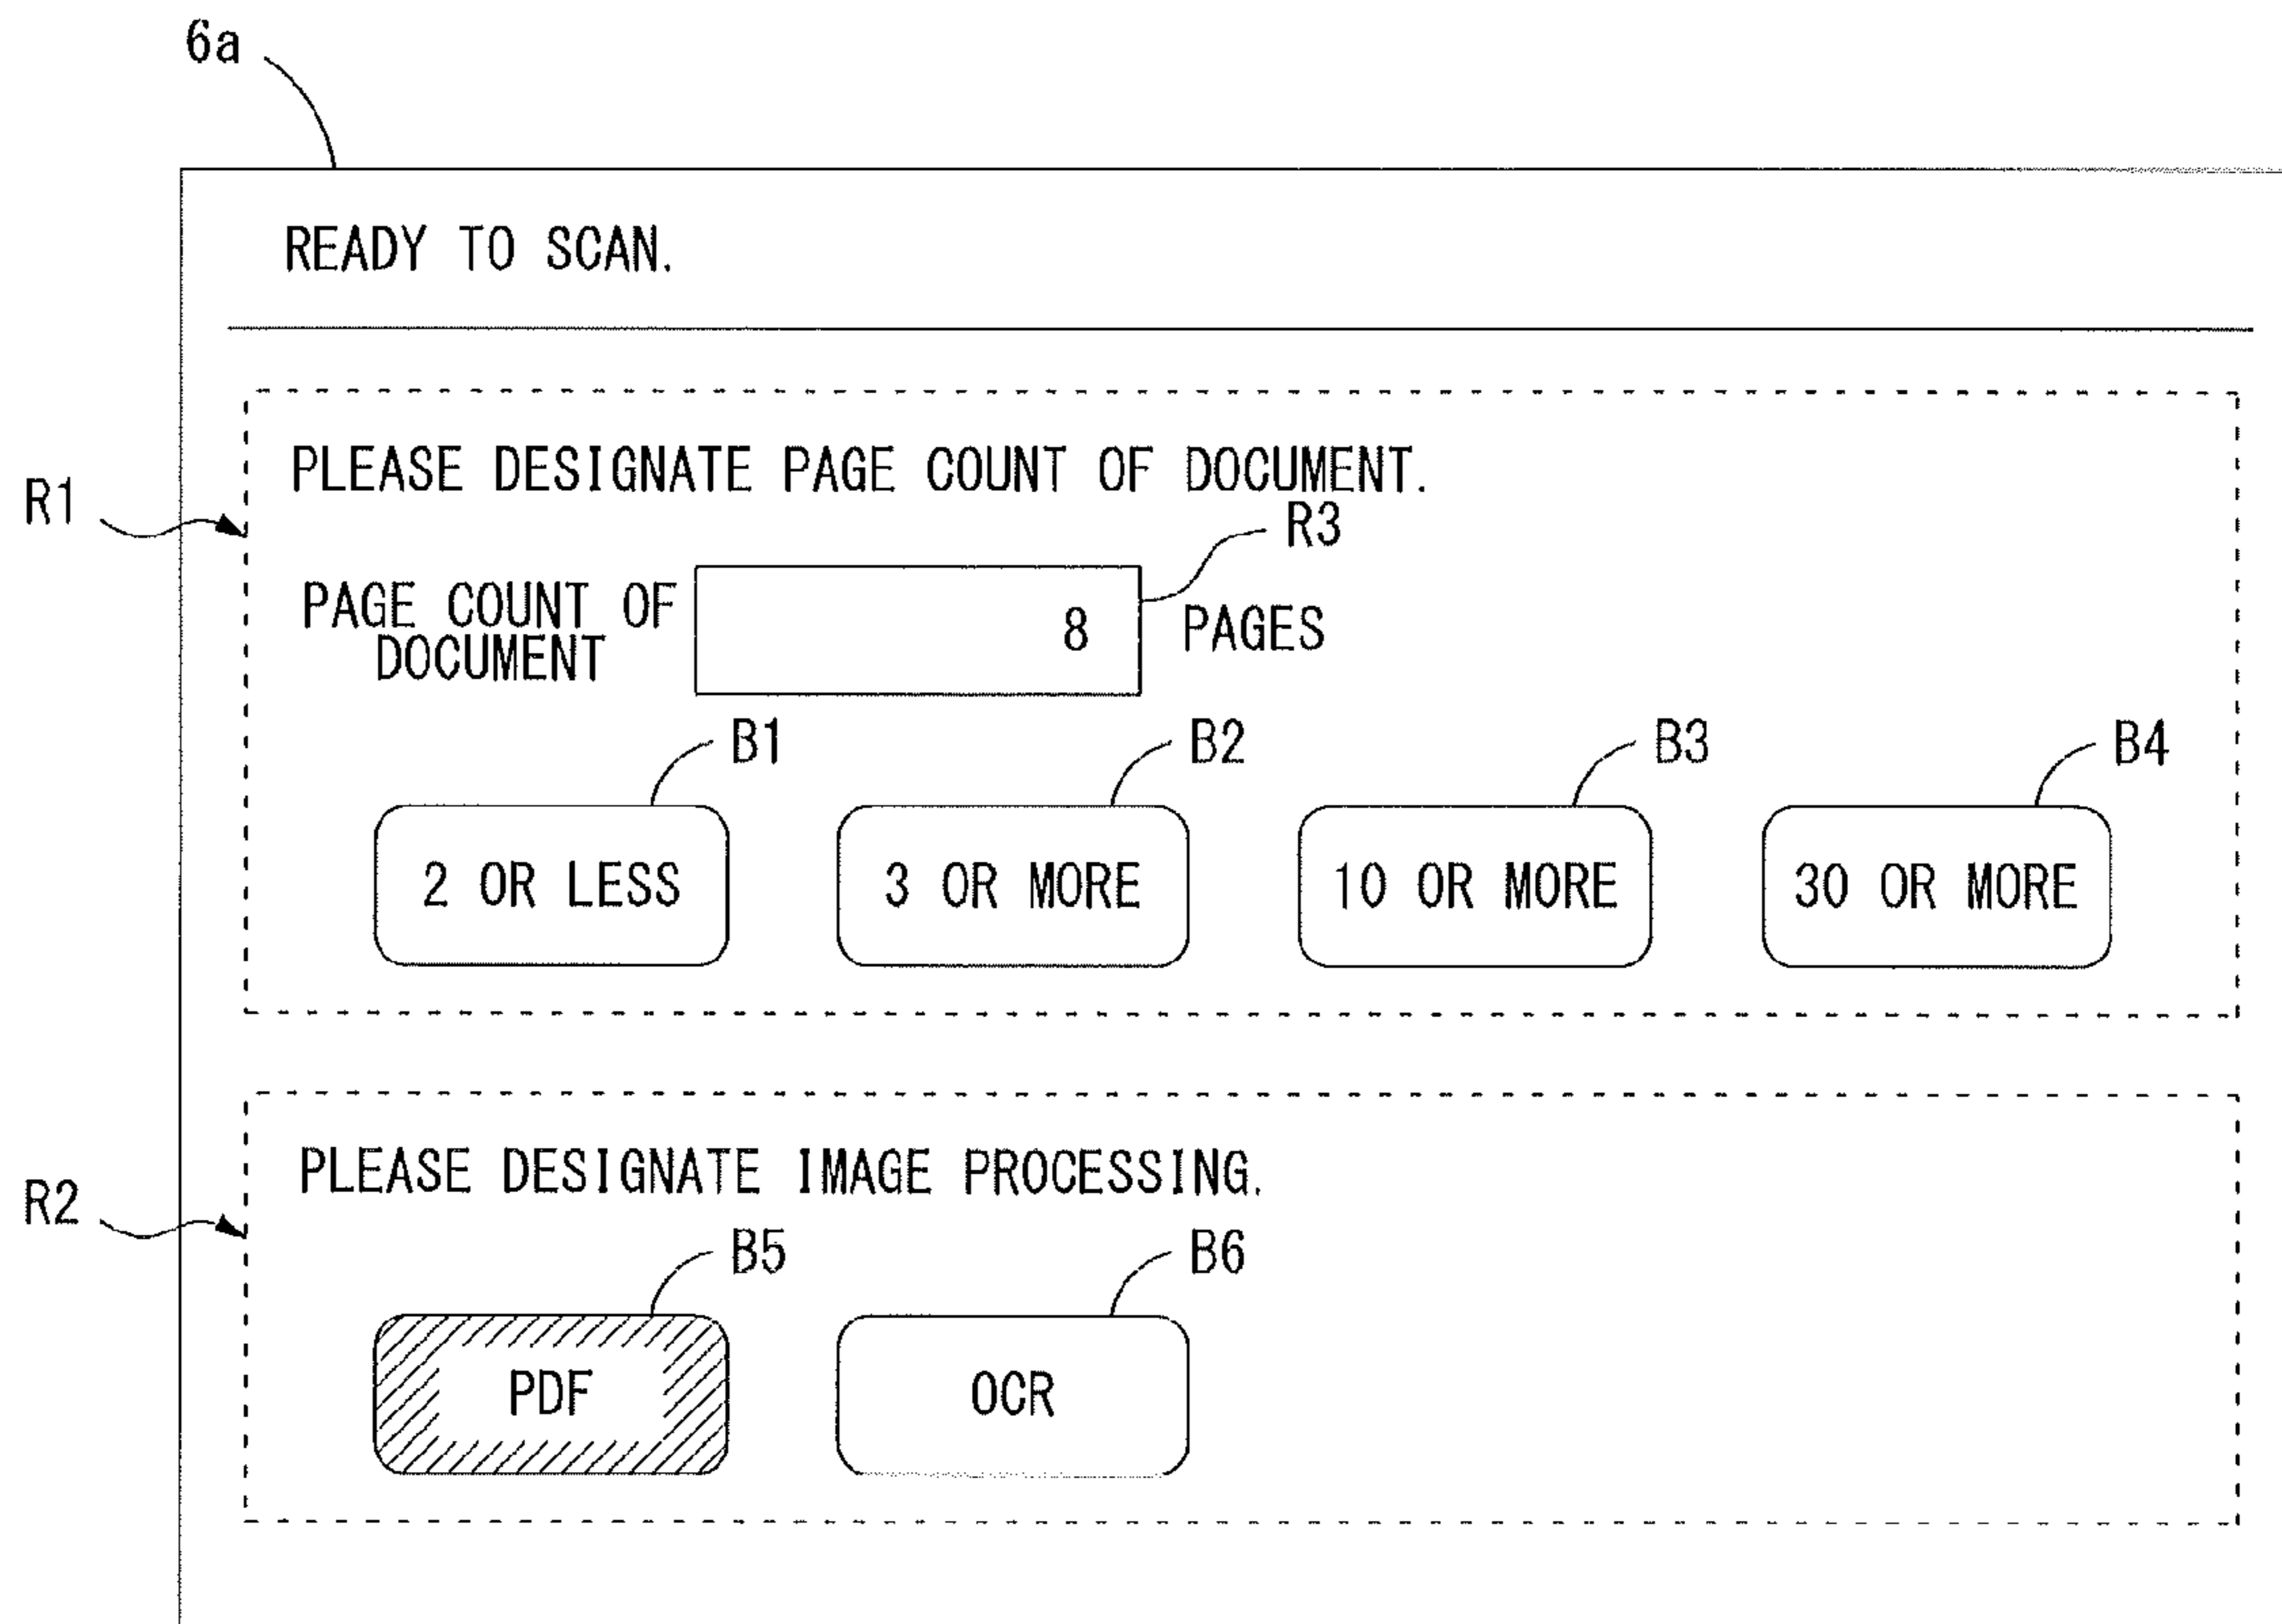 6a
READY TO SCAN.
R1
PLEASE DESIGNATE PAGE COUNT OF DOCUMENT.
R3
PAGE COUNT OF
DOCUMENT
8 PAGES
B1 B2 B3 B4
2 OR LESS 3 OR MORE 10 OR MORE 30 OR MORE
R2
PLEASE DESIGNATE IMAGE PROCESSING.
B5 B6
PDF OCR